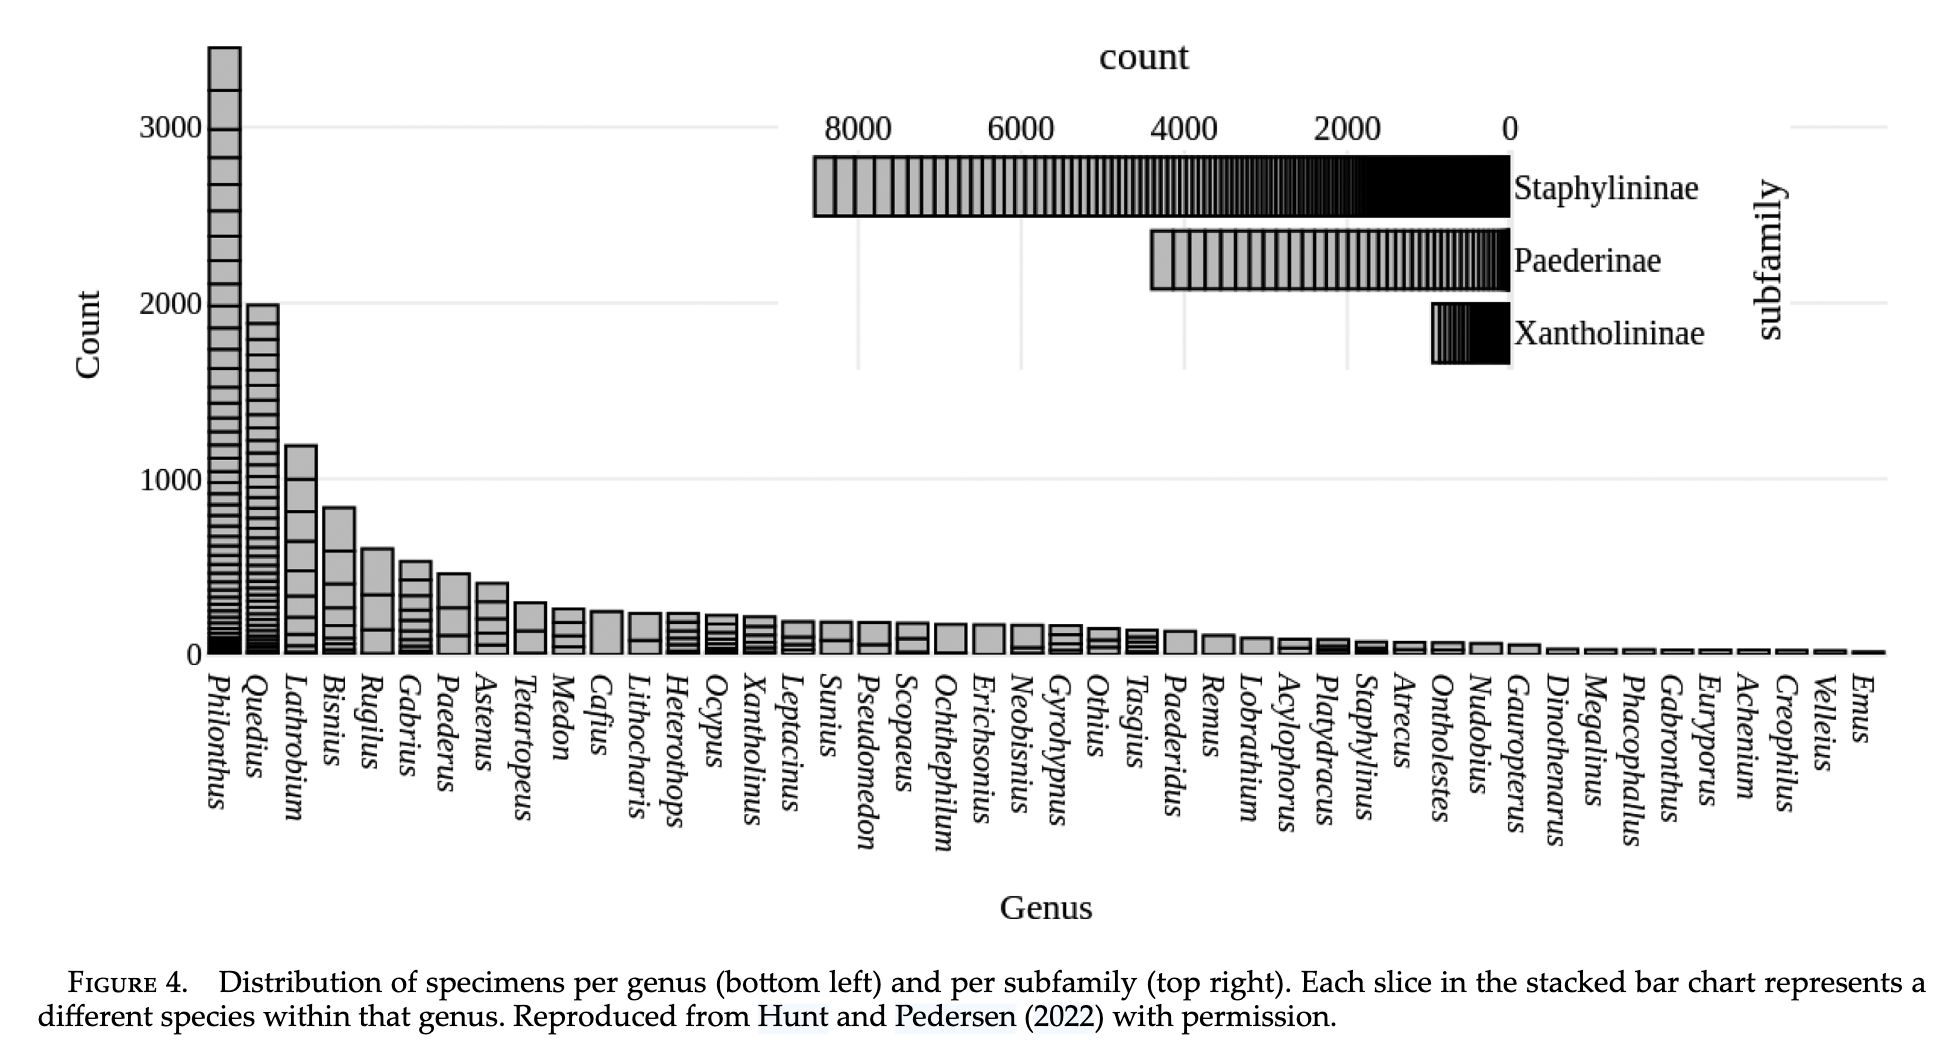 count
8000 6000 4000 2000 0
Staphylininae
Paederinae
Xantholininae
subfamily
3000
2000
1000
0
Count
Philonthus
Quedius
Lathrobium
Bisnius
Rugilus
Gabrius
Paederus
Astenus
Tetartopeus
Medon
Cafius
Lithocharis
Heterothops
Ocypus
Xantholinus
Leptacinus
Sunius
Pseudomedon
Scopaeus
Ochthephilum
Erichsonius
Neobisnius
Gyrohypnus
Othius
Tasgius
Paederidus
Remus
Lobrathium
Acylophorus
Platydracus
Staphylinus
Atrecus
Ontholestes
Nudobius
Gauropterus
Dinothenarus
Megalinus
Phacophallus
Gabronthus
Euryporus
Achenium
Creophilus
Velleius
Emus
Genus
FIGURE 4. Distribution of specimens per genus (bottom left) and per subfamily (top right). Each slice in the stacked bar chart represents a
different species within that genus. Reproduced from Hunt and Pedersen (2022) with permission.